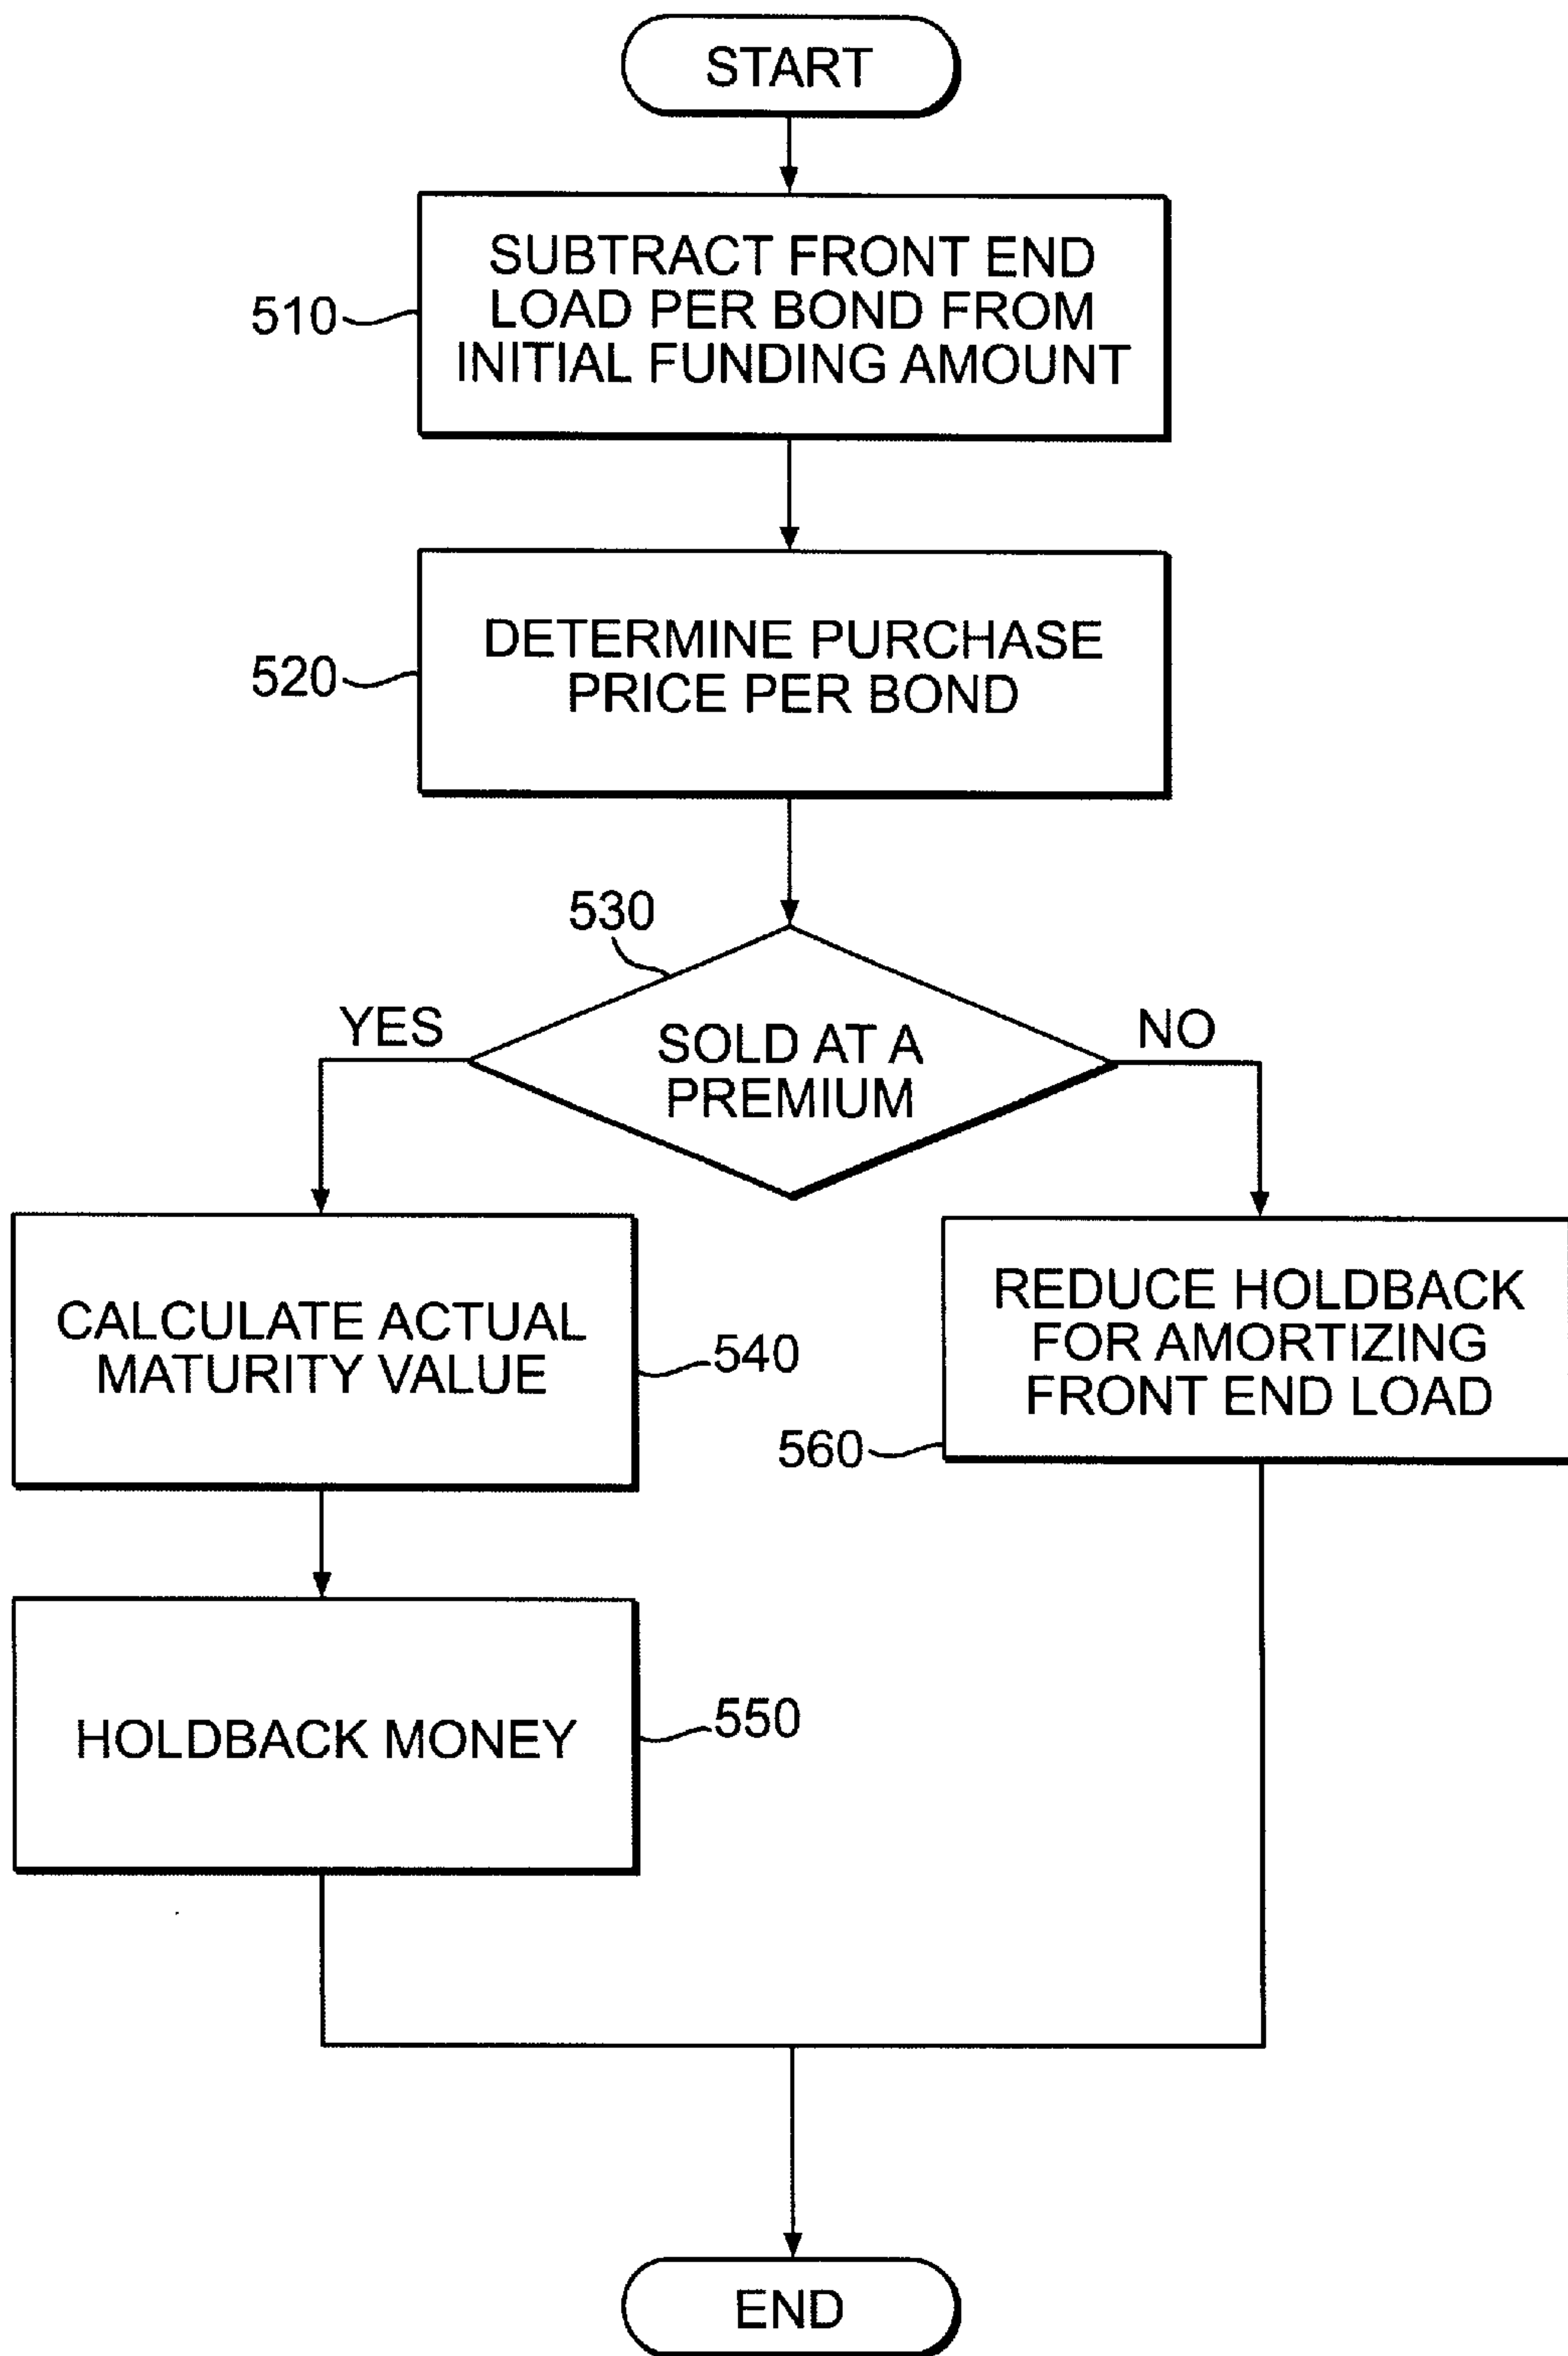 START
510
SUBTRACT FRONT END
LOAD PER BOND FROM
INITIAL FUNDING AMOUNT
520
DETERMINE PURCHASE
PRICE PER BOND
530
YES
SOLD AT A
PREMIUM
NO
CALCULATE ACTUAL
MATURITY VALUE
540
REDUCE HOLDBACK
FOR AMORTIZING
FRONT END LOAD
560
HOLDBACK MONEY
550
END